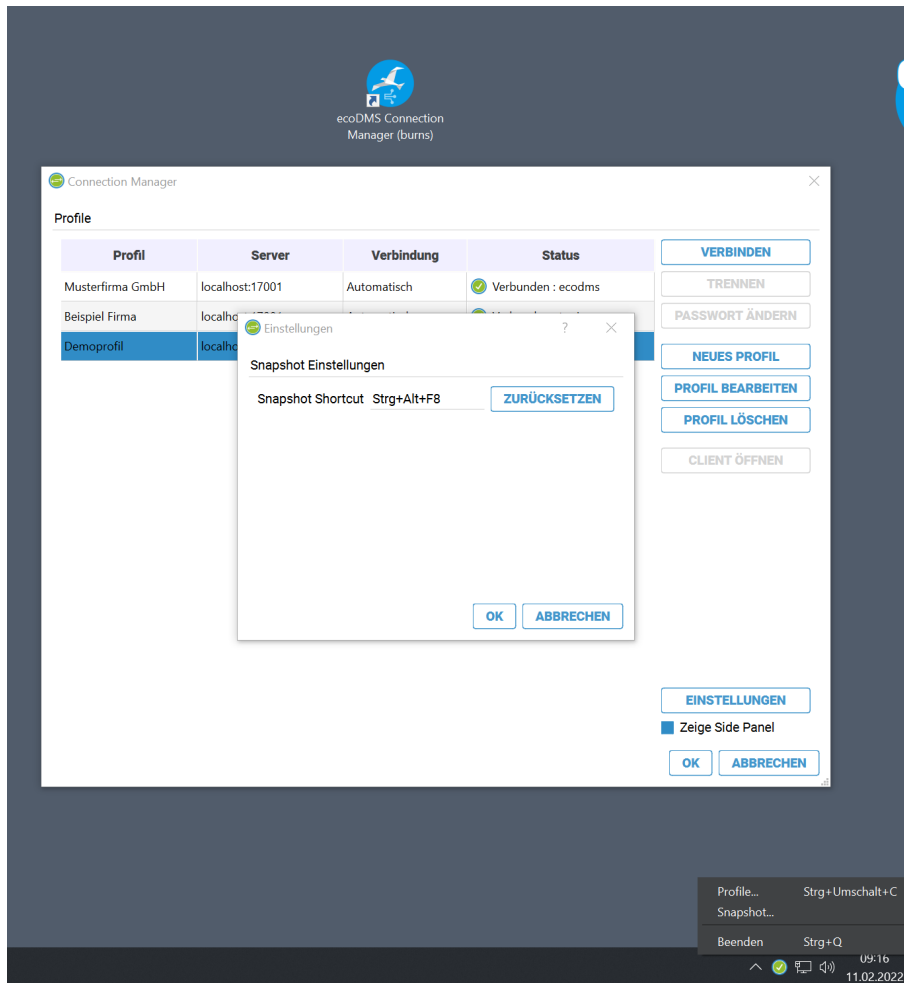 ecoDMS Connection
Manager (burns)
Connection Manager
Profile
Profil Server Verbindung Status
VERBINDEN
Musterfirma GmbH localhost:17001 Automatisch Verbunden : ecodms
TRENNEN
Beispiel Firma
PASSWORT ÄNDERN
Einstellungen ?
Demoprofil
NEUES PROFIL
Snapshot Einstellungen
PROFIL BEARBEITEN
Snapshot Shortcut Strg+Alt+F8 ZURÜCKSETZEN
PROFIL LÖSCHEN
CLIENT ÖFFNEN
OK ABBRECHEN
EINSTELLUNGEN
Zeige Side Panel
OK ABBRECHEN
Profile... Strg+Umschalt+C
Snapshot...
Beenden Strg+Q
09:16
11.02.2022